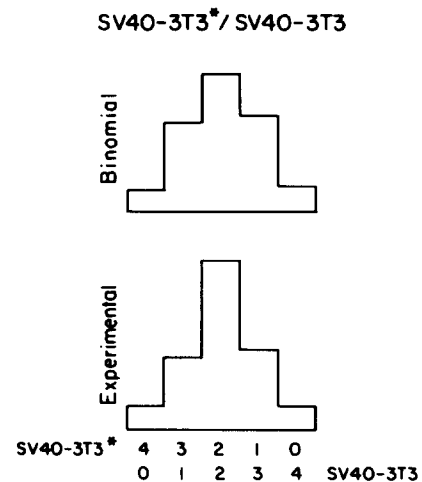 SV40-3T3*/ SV40-3T3
Binomial
Experimental
SV40-3T3* 4 3 2 1 0
0 1 2 3 4 SV40-3T3